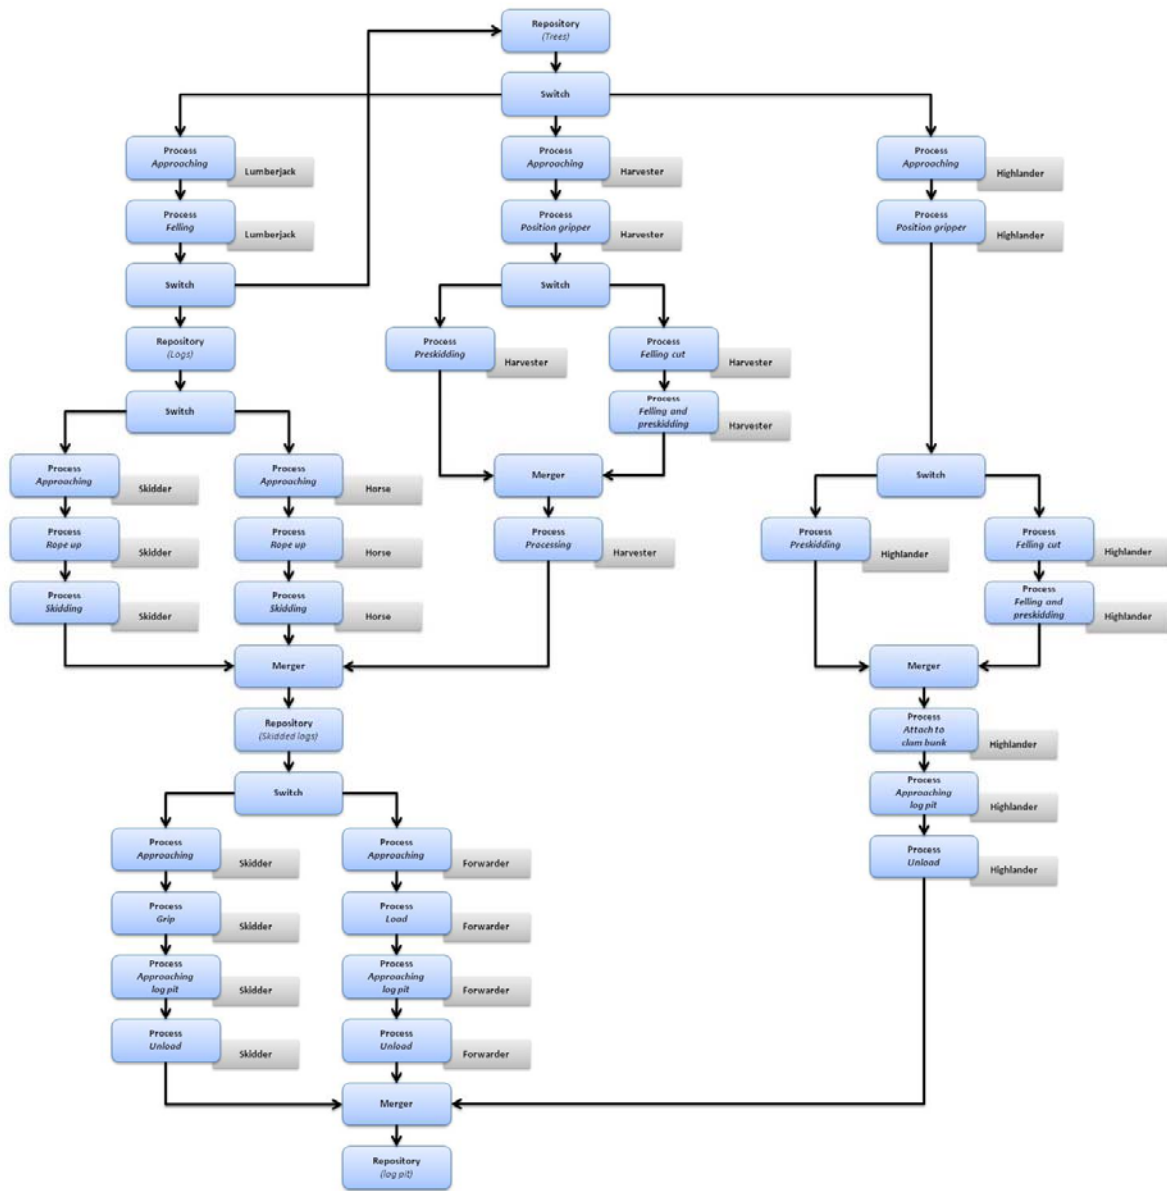 Repository
(Trees)
Switch
Process
Approaching
Lumberjack
Process
Approaching
Harvester
Process
Approaching
Highlander
Process
Felling
Lumberjack
Process
Position gripper
Harvester
Process
Position gripper
Highlander
Switch
Switch
Repository
(Logs)
Process
Preskidding
Harvester
Process
Felling cut
Harvester
Switch
Process
Felling and
preskidding
Harvester
Process
Approaching
Skidder
Process
Approaching
Horse
Merger
Switch
Process
Rope up
Skidder
Process
Rope up
Horse
Process
Processing
Harvester
Process
Preskidding
Highlander
Process
Felling cut
Highlander
Process
Skidding
Skidder
Process
Skidding
Horse
Process
Felling and
preskidding
Highlander
Merger
Merger
Repository
(Skidded logs)
Process
Attach to
clam bunk
Highlander
Switch
Process
Approaching
log pit
Highlander
Process
Approaching
Skidder
Process
Approaching
Forwarder
Process
Unload
Highlander
Process
Grip
Skidder
Process
Load
Forwarder
Process
Approaching
log pit
Skidder
Process
Approaching
log pit
Forwarder
Process
Unload
Skidder
Process
Unload
Forwarder
Merger
Repository
(log pit)